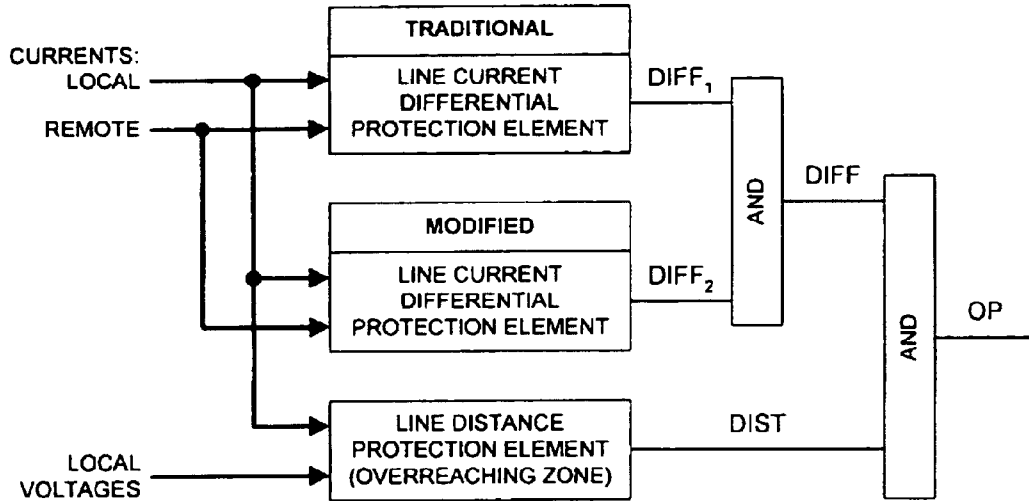 CURRENTS:
LOCAL
REMOTE
TRADITIONAL
LINE CURRENT
DIFFERENTIAL
PROTECTION ELEMENT
DIFF₁
AND
DIFF
MODIFIED
LINE CURRENT
DIFFERENTIAL
PROTECTION ELEMENT
DIFF₂
AND
OP
LINE DISTANCE
PROTECTION ELEMENT
(OVERREACHING ZONE)
DIST
LOCAL
VOLTAGES